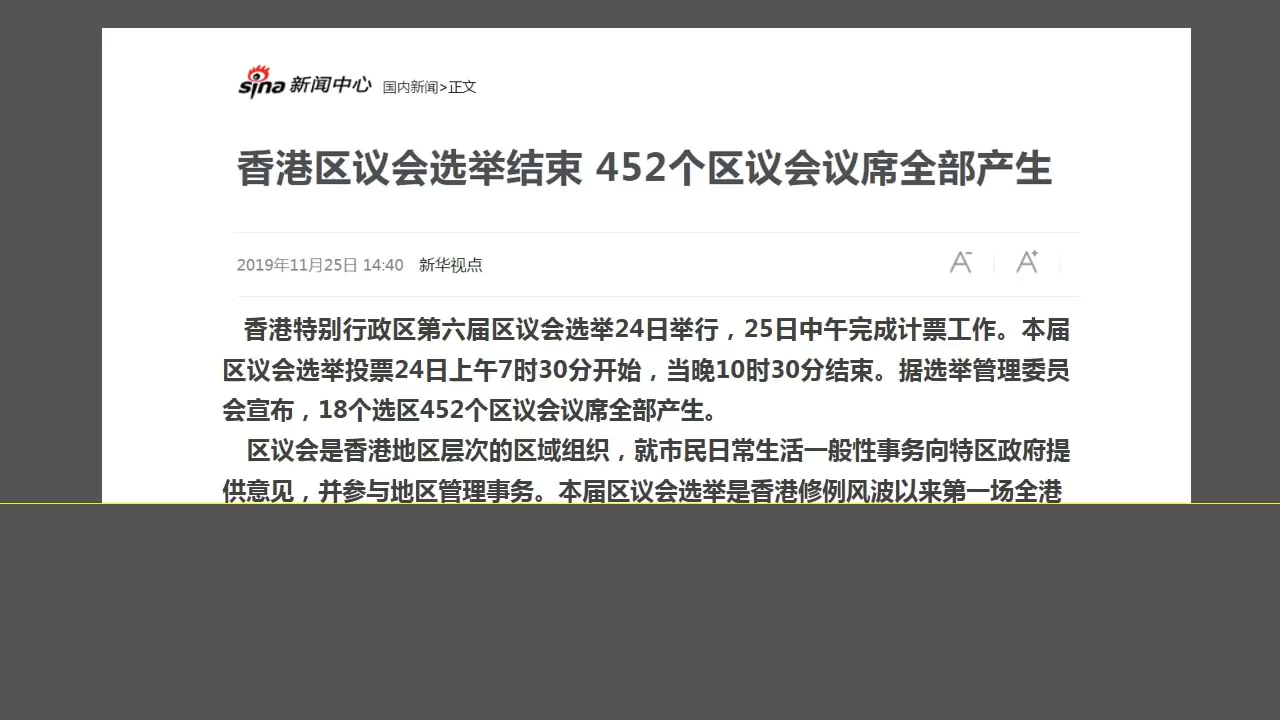 sina 新闻中心 国内新闻>正文
香港区议会选举结束 452个区议会议席全部产生
2019年11月25日 14:40 新华视点 A- A+
香港特别行政区第六届区议会选举24日举行，25日中午完成计票工作。本届
区议会选举投票24日上午7时30分开始，当晚10时30分结束。据选举管理委员
会宣布，18个选区452个区议会议席全部产生。
区议会是香港地区层次的区域组织，就市民日常生活一般性事务向特区政府提
供意见，并参与地区管理事务。本届区议会选举是香港修例风波以来第一场全港